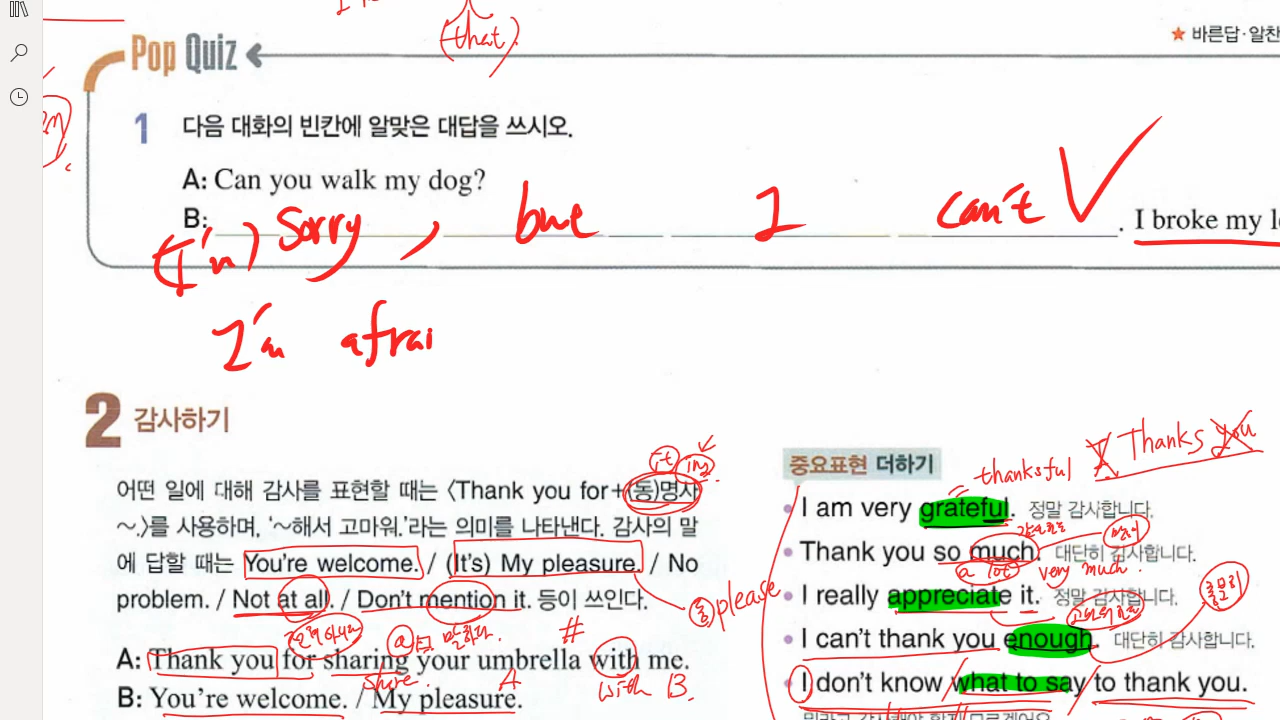 (that).
Pop Quiz
★ 바른답·알찬
1 다음 대화의 빈칸에 알맞은 대답을 쓰시오.
A: Can you walk my dog?
B: (I'm) Sorry, but I can't. I broke my le
I'm afrai
2 감사하기
어떤 일에 대해 감사를 표현할 때는 〈Thank you for+(동)명사
~.〉를 사용하며, '~해서 고마워.'라는 의미를 나타낸다. 감사의 말
에 답할 때는 You're welcome. / (It's) My pleasure. / No
problem. / Not at all. / Don't mention it. 등이 쓰인다.
말하다.
A: Thank you for sharing your umbrella with me.
share. A with B.
B: You're welcome. / My pleasure.
please
중요표현 더하기
I Thanks you
thanksful
I am very grateful. 정말 감사합니다.
Thank you so much. 대단히 감사합니다.
a lot very much.
I really appreciate it. 정말 감사합니다.
I can't thank you enough. 대단히 감사합니다.
I don't know what to say to thank you.